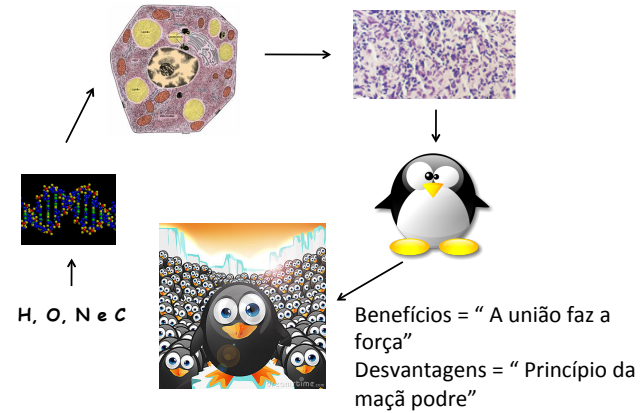 H, O, N e C
Benefícios = “ A união faz a
força”
Desvantagens = “ Princípio da
maçã podre”